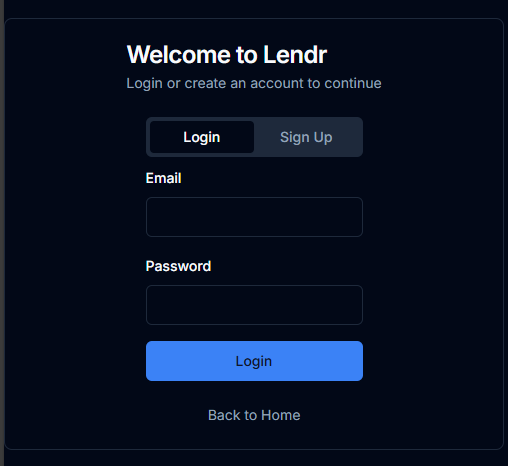 Welcome to Lendr
Login or create an account to continue
Login Sign Up
Email
Password
Login
Back to Home